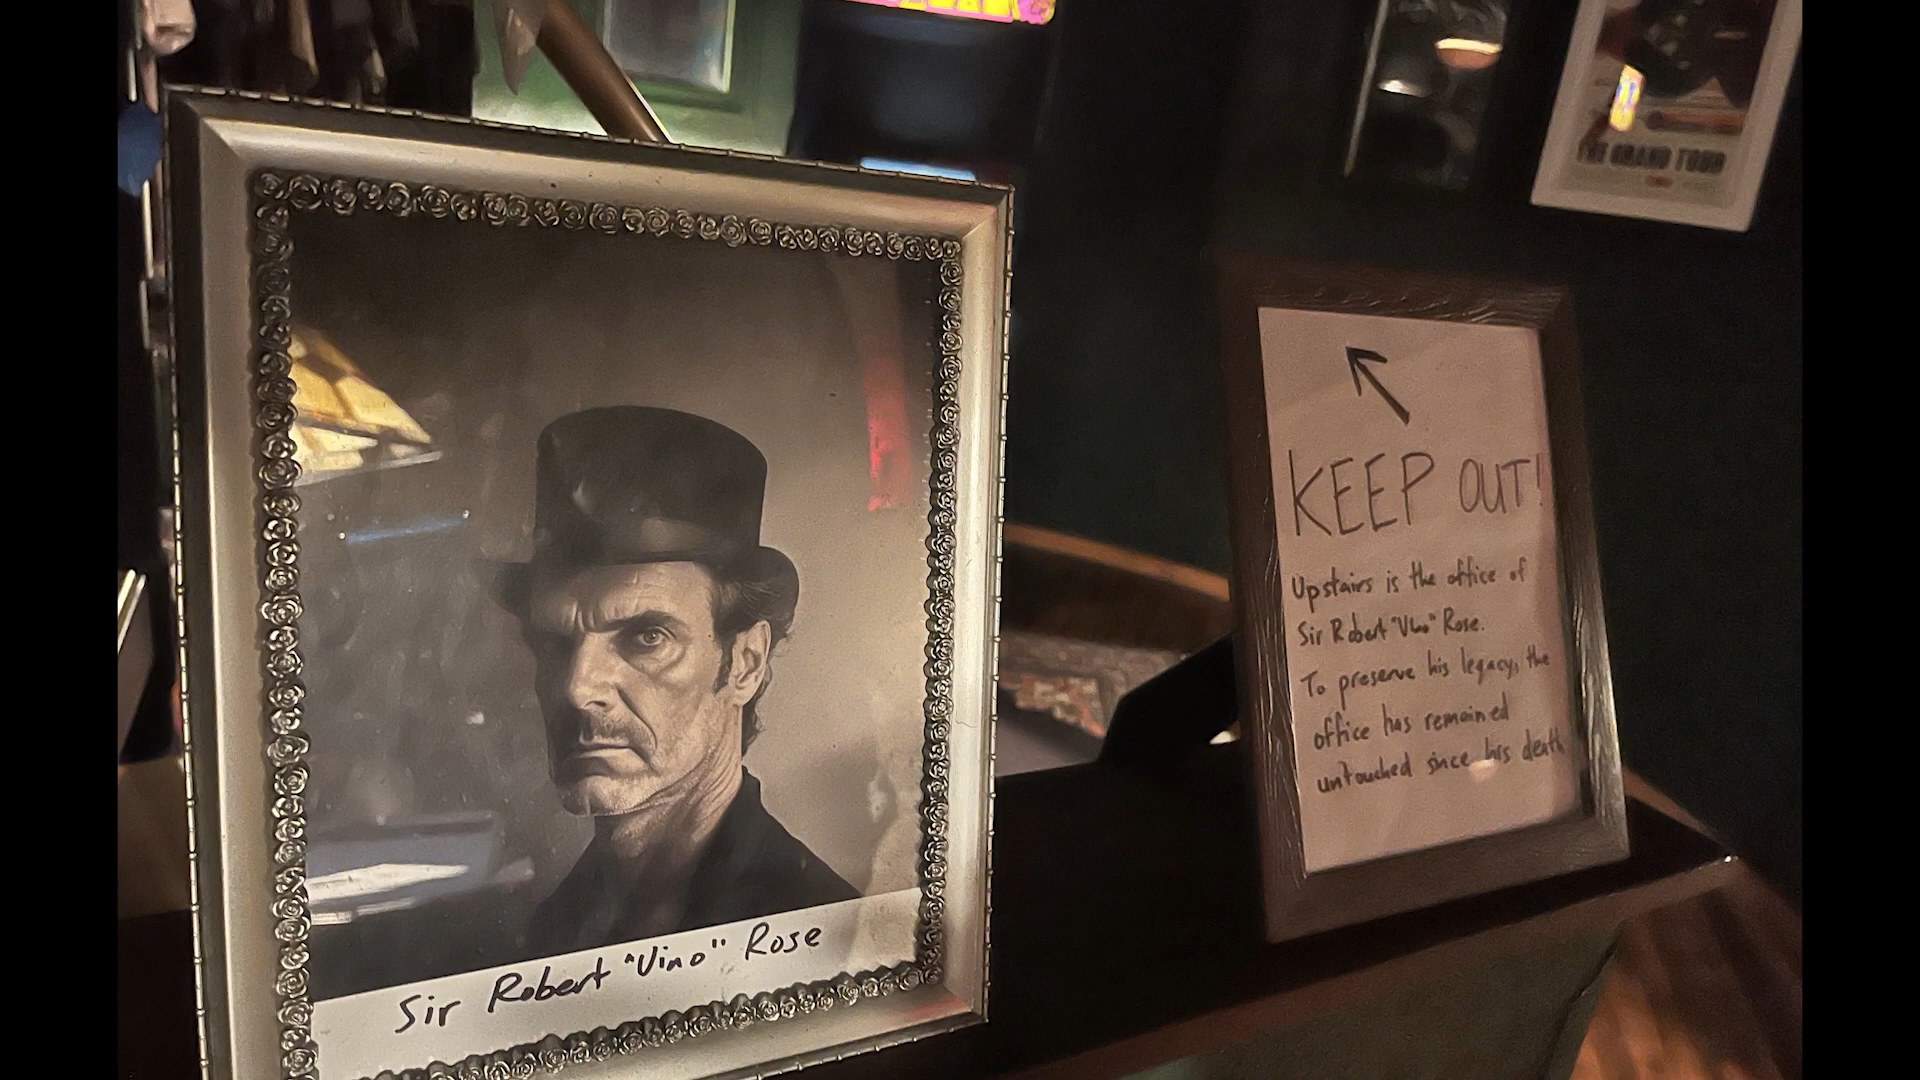 THE GRAND TOUR
KEEP OUT!
Upstairs is the office of
Sir Robert "Vino" Rose.
To preserve his legacy, the
office has remained
untouched since his death
Sir Robert "Vino" Rose